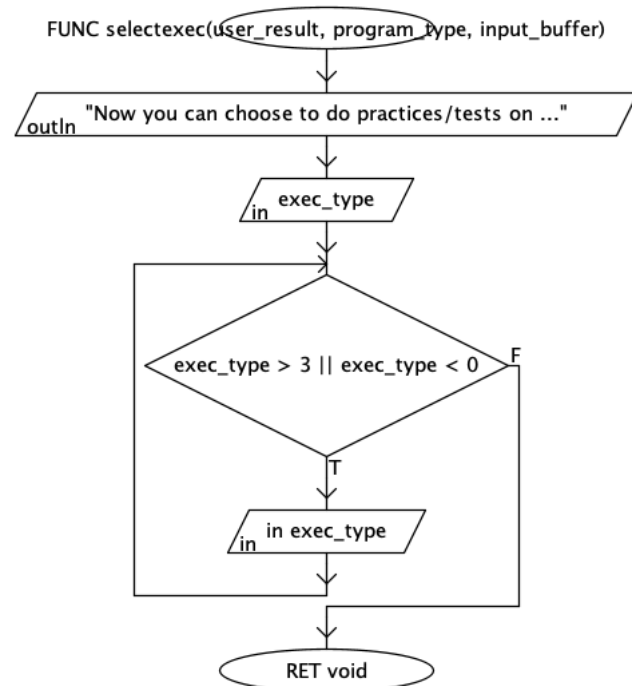 FUNC selectexec(user_result, program_type, input_buffer)
"Now you can choose to do practices/tests on ..."
outln
exec_type
in
exec_type > 3 || exec_type < 0
F
T
in exec_type
in
RET void